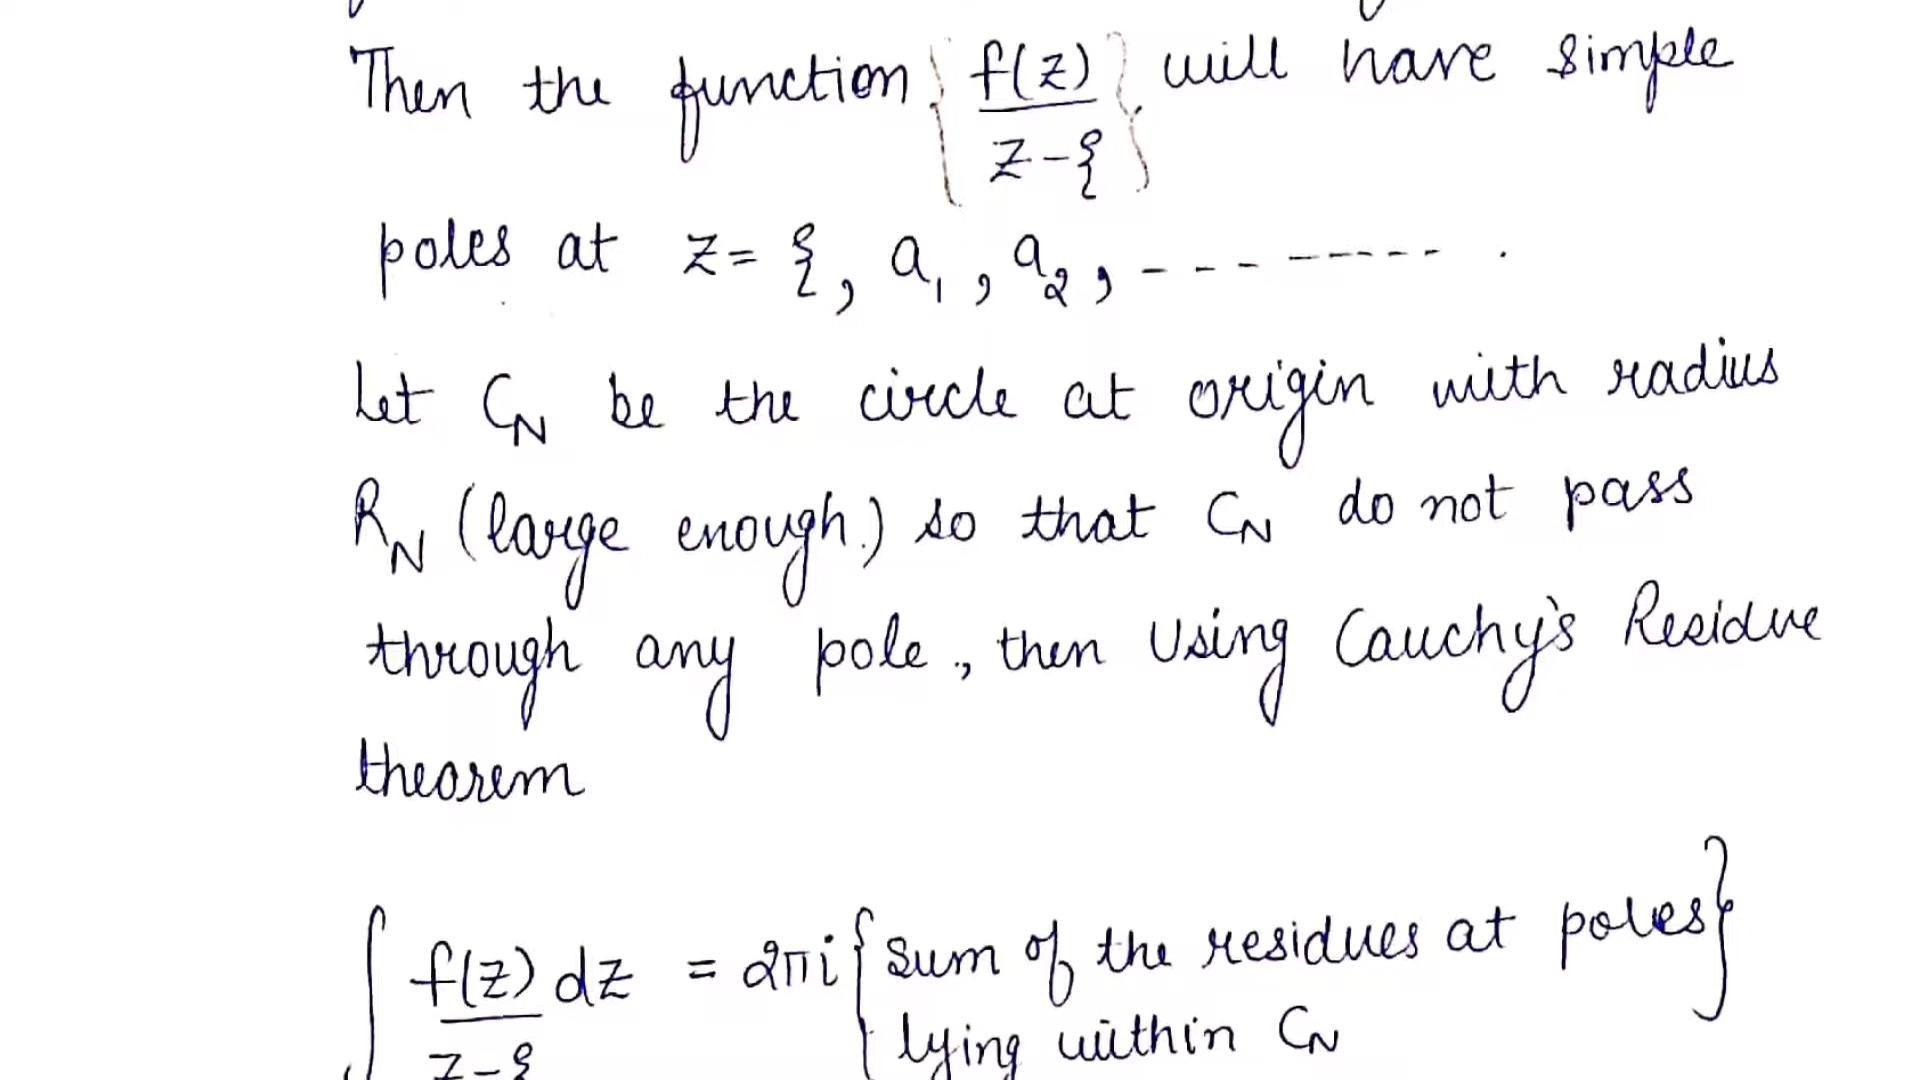 Then the function { f(z) / z-ξ } will have simple
poles at z = ξ, a₁, a₂, - - - - - - - - - .
Let C_N be the circle at origin with radius
R_N (large enough) so that C_N do not pass
through any pole, then Using Cauchy's Residue
theorem
∫ f(z) / z-ξ dz = 2πi { sum of the residues at poles
lying within C_N }